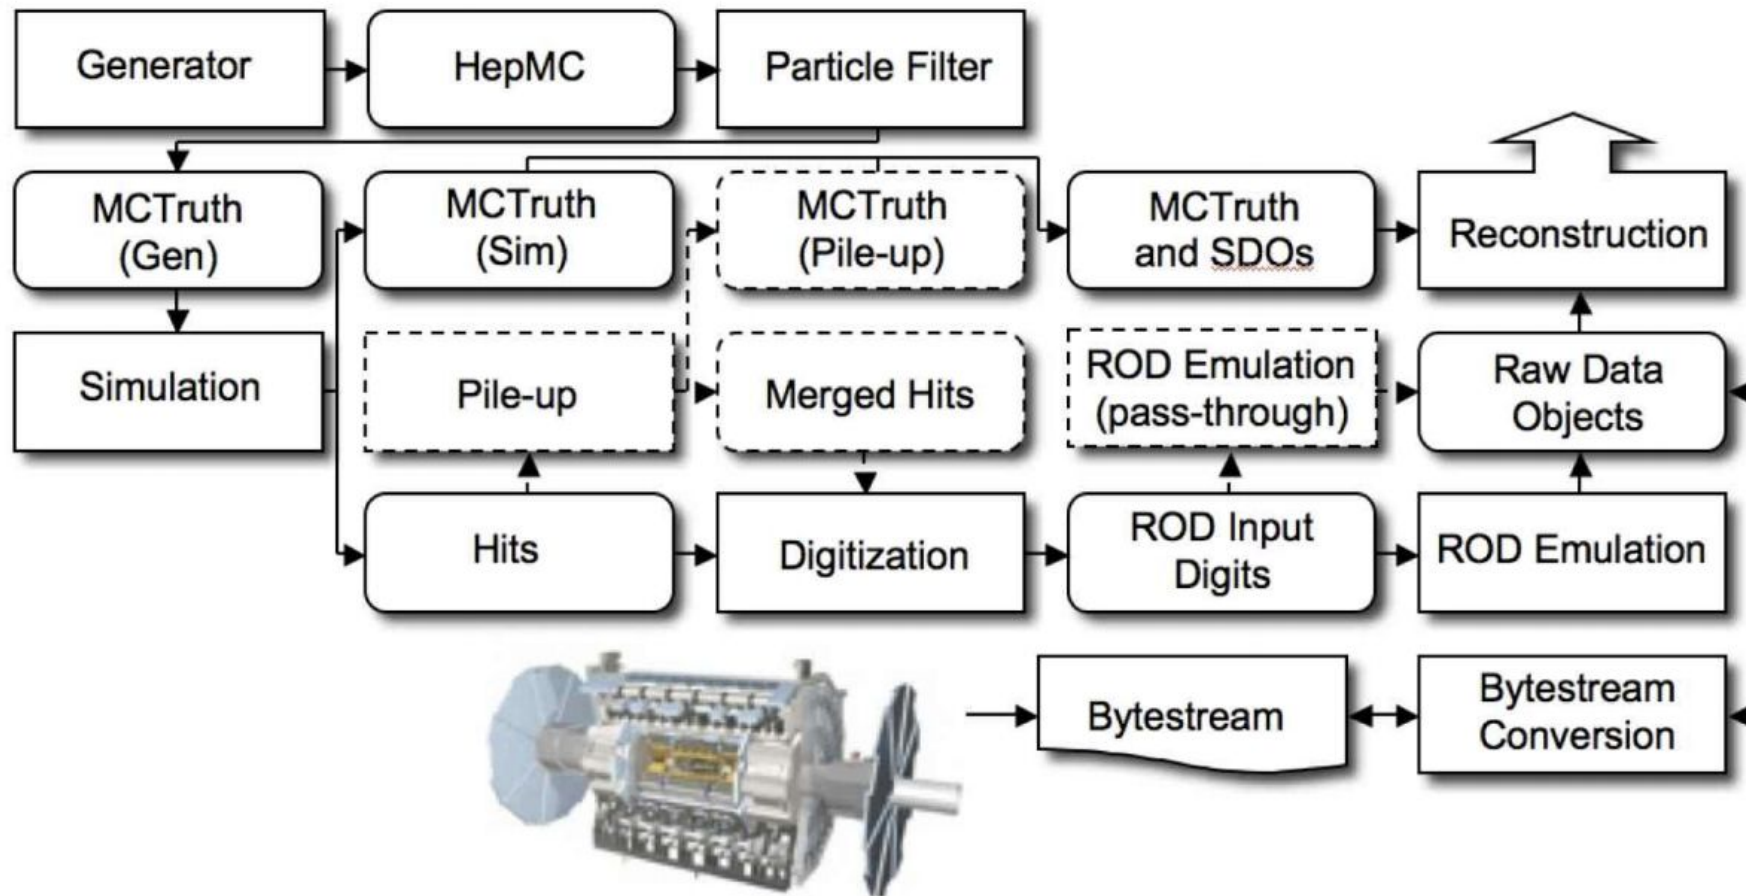 Generator
HepMC
Particle Filter
MCTruth
(Gen)
MCTruth
(Sim)
MCTruth
(Pile-up)
MCTruth
and SDOs
Reconstruction
Simulation
Pile-up
Merged Hits
ROD Emulation
(pass-through)
Raw Data
Objects
Hits
Digitization
ROD Input
Digits
ROD Emulation
Bytestream
Bytestream
Conversion